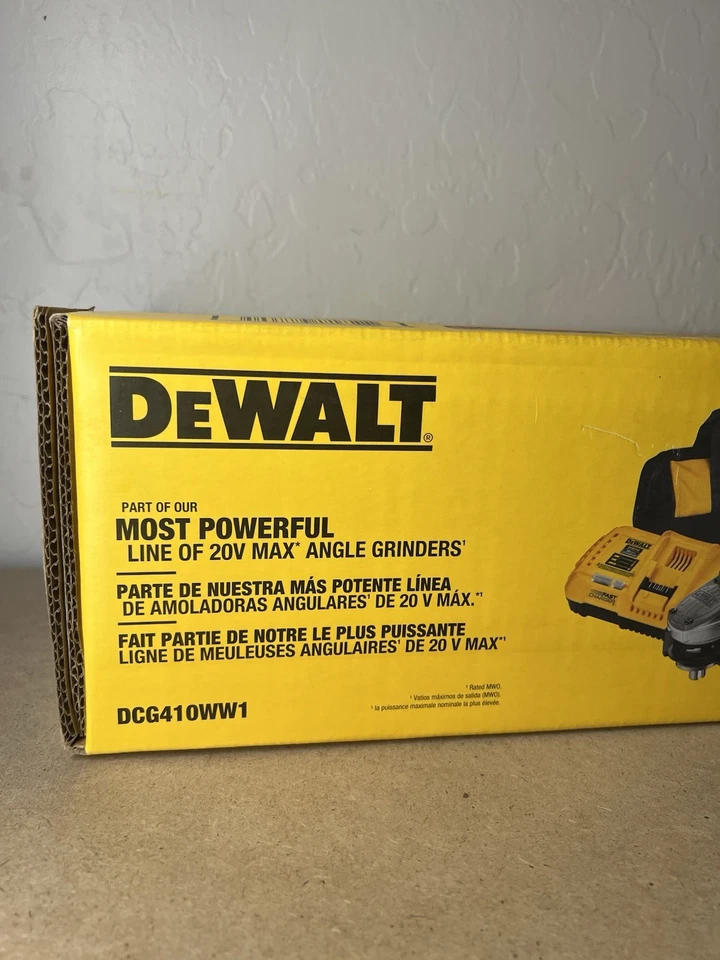 DEWALT®
PART OF OUR
MOST POWERFUL
LINE OF 20V MAX* ANGLE GRINDERS¹
PARTE DE NUESTRA MÁS POTENTE LÍNEA
DE AMOLADORAS ANGULARES¹ DE 20 V MÁX.*¹
FAIT PARTIE DE NOTRE LE PLUS PUISSANTE
LIGNE DE MEULEUSES ANGULAIRES¹ DE 20 V MAX*¹
¹ Rated MWO.
¹ Vatios máximos de salida (MWO).
¹ la puissance maximale nominale la plus élevée.
DCG410WW1
DEWALT
FAST
CHARGER